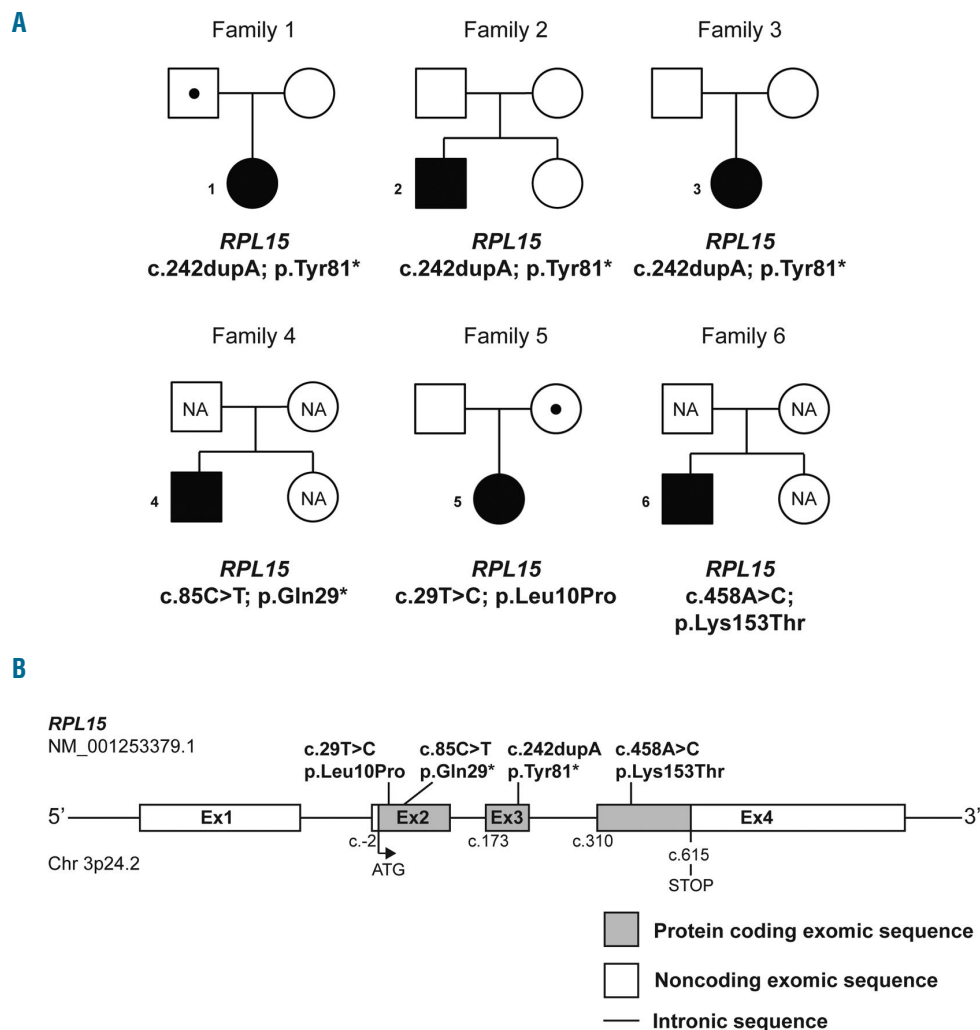 A
Family 1 Family 2 Family 3
1 2 3
RPL15 RPL15 RPL15
c.242dupA; p.Tyr81* c.242dupA; p.Tyr81* c.242dupA; p.Tyr81*
Family 4 Family 5 Family 6
NA NA NA NA
4 NA 5 6 NA
RPL15 RPL15 RPL15
c.85C>T; p.Gln29* c.29T>C; p.Leu10Pro c.458A>C;
p.Lys153Thr
B
RPL15
NM_001253379.1
c.29T>C c.85C>T c.242dupA c.458A>C
p.Leu10Pro p.Gln29* p.Tyr81* p.Lys153Thr
5’ Ex1 Ex2 Ex3 Ex4 3’
c.-2 c.173 c.310 c.615
Chr 3p24.2 ATG STOP
Protein coding exomic sequence
Noncoding exomic sequence
Intronic sequence